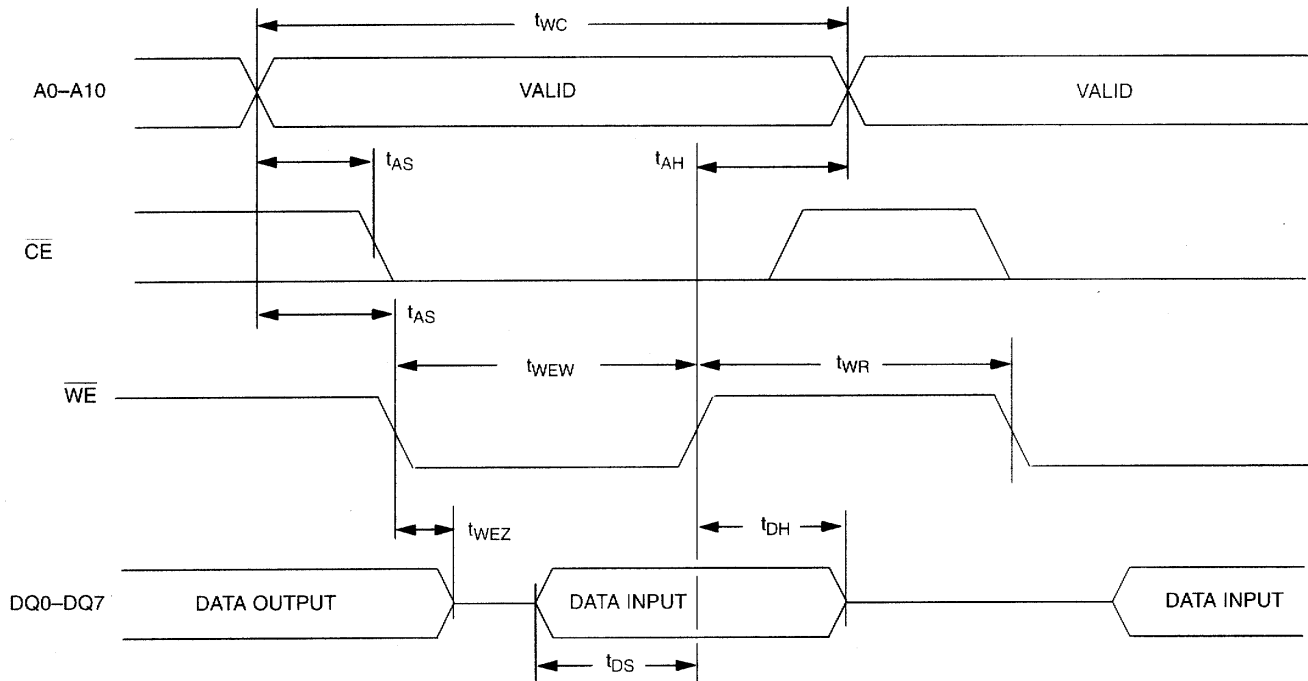 tWC
A0–A10 VALID VALID
tAS tAH
CE
tAS
tWEW tWR
WE
tWEZ tDH
DQ0–DQ7 DATA OUTPUT DATA INPUT DATA INPUT
tDS